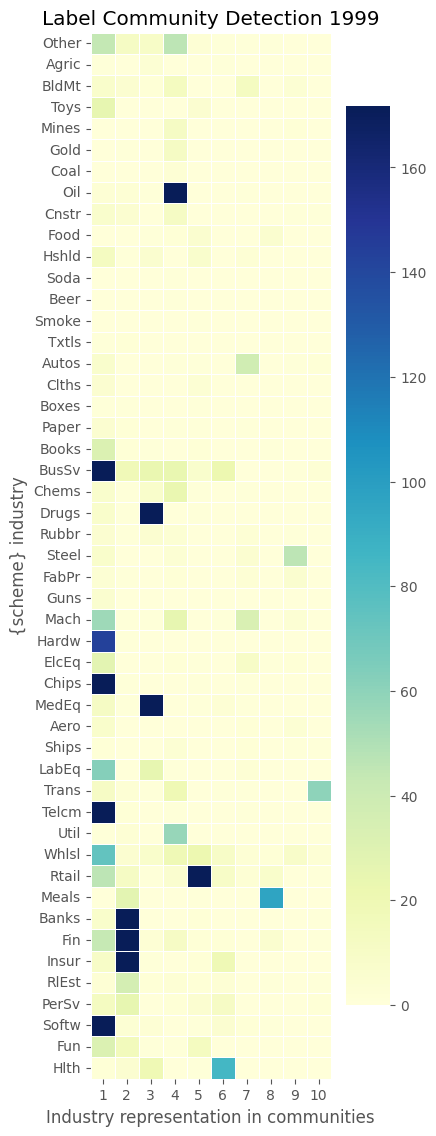 Label Community Detection 1999
Other
Agric
BldMt
Toys
Mines
Gold
Coal
Oil
Cnstr
Food
Hshld
Soda
Beer
Smoke
Txtls
Autos
Clths
Boxes
Paper
Books
BusSv
Chems
Drugs
Rubbr
Steel
FabPr
Guns
Mach
Hardw
ElcEq
Chips
MedEq
Aero
Ships
LabEq
Trans
Telcm
Util
Whlsl
Rtail
Meals
Banks
Fin
Insur
RlEst
PerSv
Softw
Fun
Hlth
{scheme} industry
1 2 3 4 5 6 7 8 9 10
Industry representation in communities
160
140
120
100
80
60
40
20
0